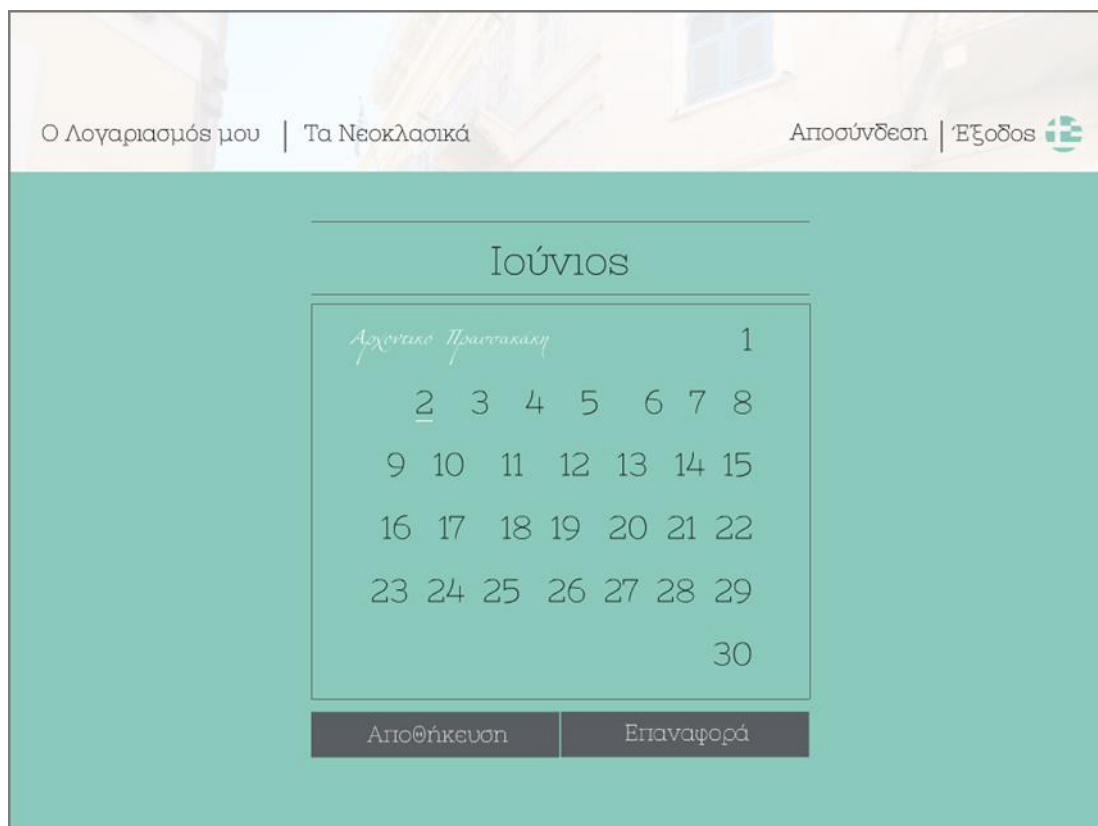 Ο Λογαριασμός μου | Τα Νεοκλασικά
Αποσύνδεση | Έξοδος
Ιούνιος
Αρχοντικό Πρασσακάκη 1
2 3 4 5 6 7 8
9 10 11 12 13 14 15
16 17 18 19 20 21 22
23 24 25 26 27 28 29
30
Αποθήκευση Επαναφορά